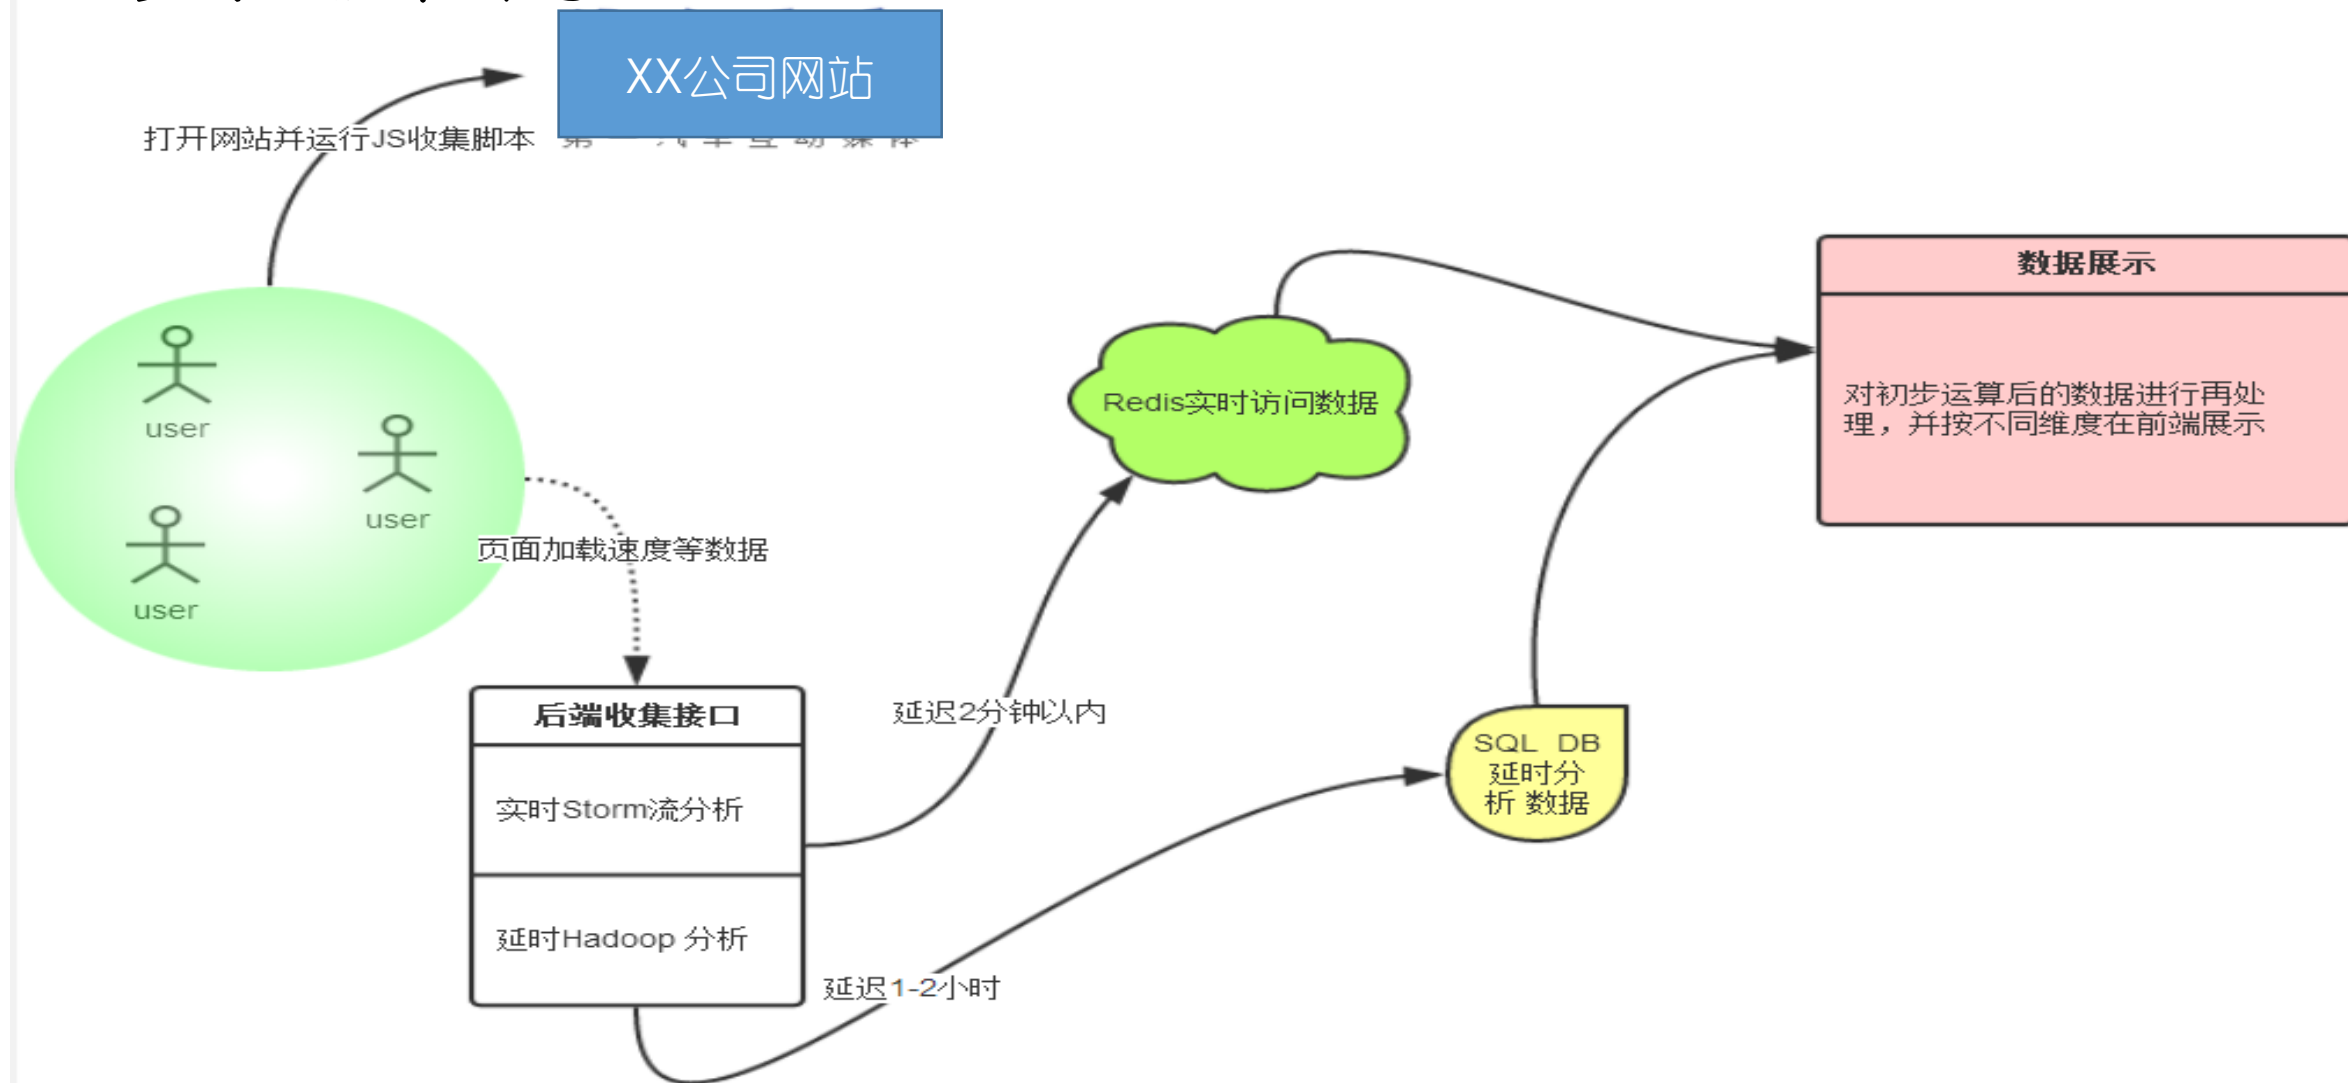 XX公司网站
打开网站并运行JS收集脚本
数据展示
对初步运算后的数据进行再处
理，并按不同维度在前端展示
Redis实时访问数据
user
user
user
页面加载速度等数据
后端收集接口
实时Storm流分析
延时Hadoop 分析
延迟2分钟以内
延迟1-2小时
SQL DB
延时分
析 数据